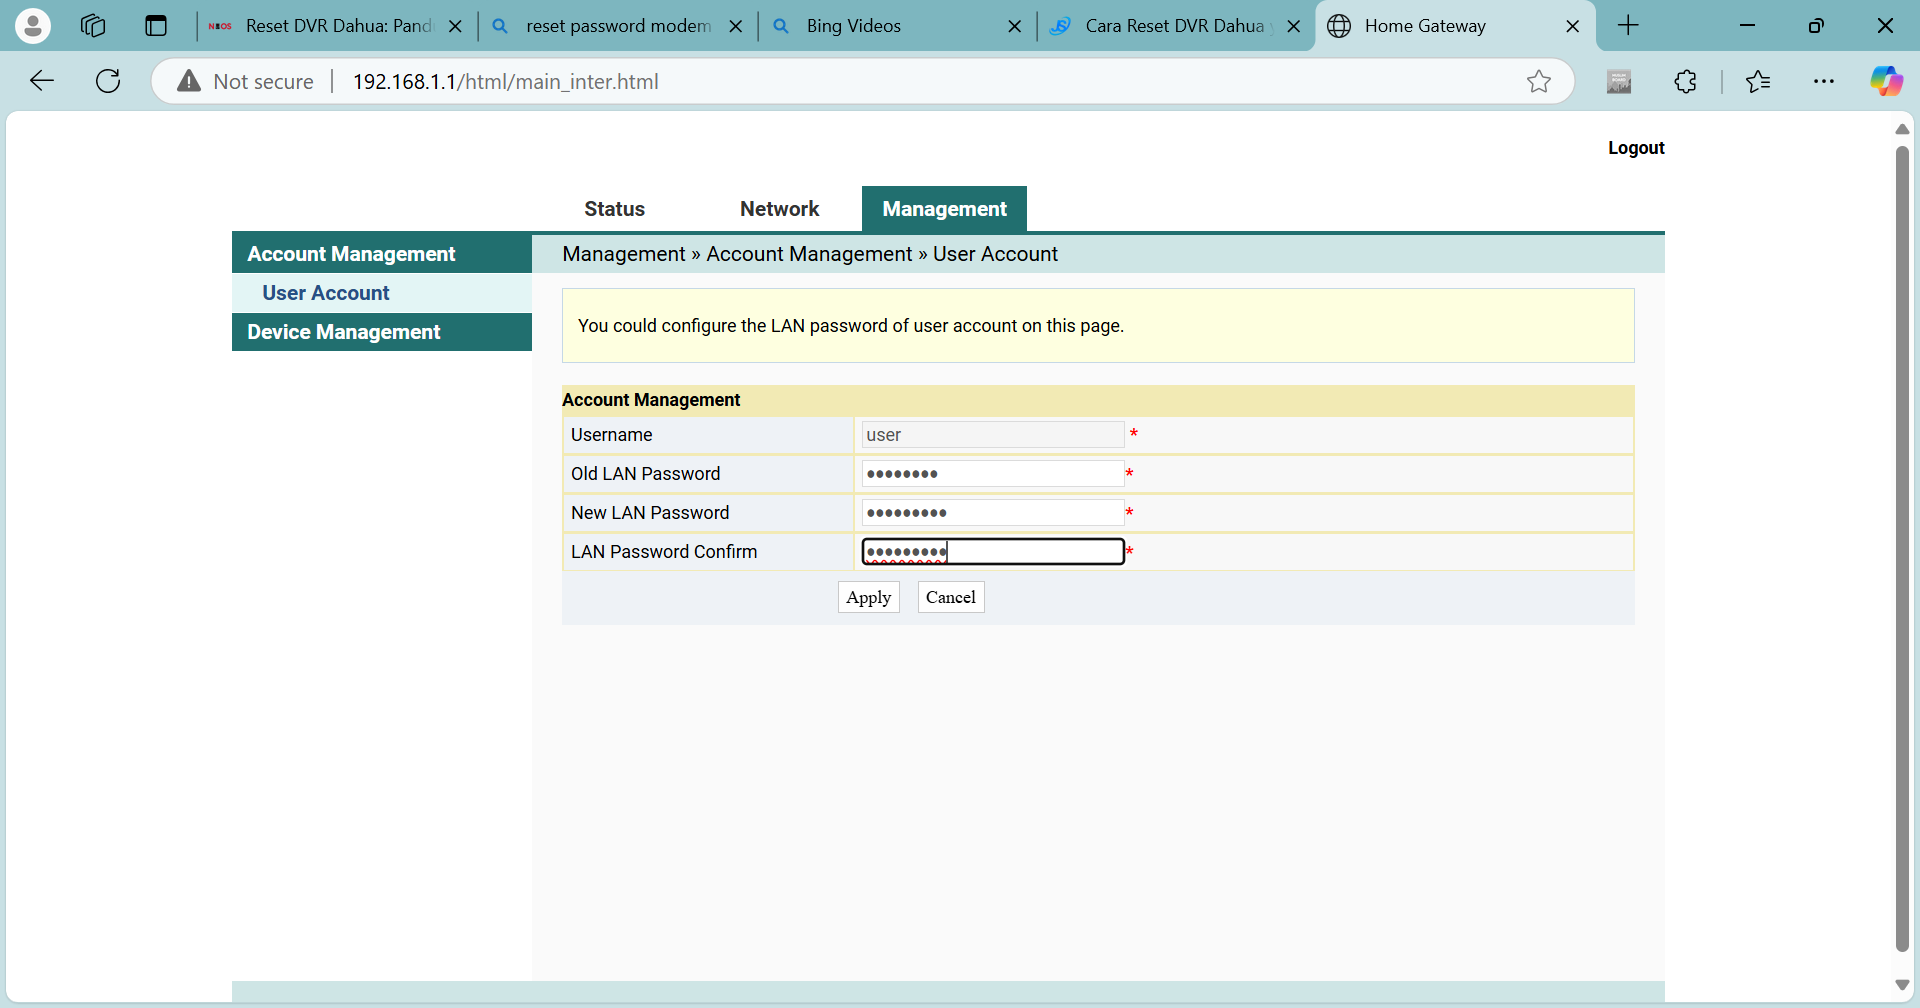 NEOS Reset DVR Dahua: Pand
reset password modem
Bing Videos
Cara Reset DVR Dahua y
Home Gateway
Not secure
192.168.1.1/html/main_inter.html
Logout
Status Network Management
Account Management
User Account
Device Management
Management » Account Management » User Account
You could configure the LAN password of user account on this page.
Account Management
Username user *
Old LAN Password •••••••• *
New LAN Password ••••••••• *
LAN Password Confirm ••••••••• *
Apply Cancel